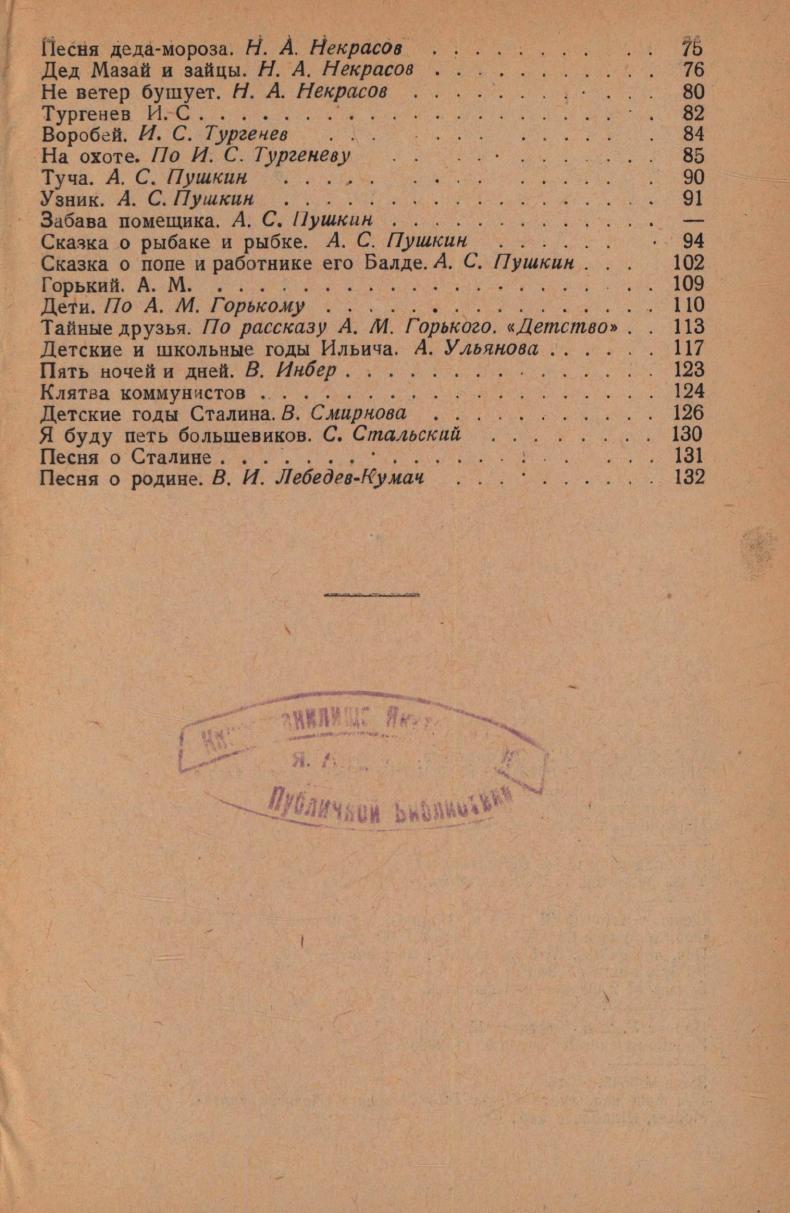 Песня деда-мороза. Н. А. Некрасов . . . . . . . . . . 75
Дед Мазай и зайцы. Н. А. Некрасов . . . . . . . . . . . 76
Не ветер бушует. Н. А. Некрасов . . . . . . . . . . . 80
Тургенев И. С. . . . . . . . . . . . . . . . . . . . . 82
Воробей. И. С. Тургенев . . . . . . . . . . . . . 84
На охоте. По И. С. Тургеневу . . . . . . . . . . . . 85
Туча. А. С. Пушкин . . . . . . . . . . . . . . . 90
Узник. А. С. Пушкин . . . . . . . . . . . . . . . . . 91
Забава помещика. А. С. Пушкин . . . . . . . . . . . . . —
Сказка о рыбаке и рыбке. А. С. Пушкин . . . . . . . 94
Сказка о попе и работнике его Балде. А. С. Пушкин . . . 102
Горький. А. М. . . . . . . . . . . . . . . . . . . . . 109
Дети. По А. М. Горькому . . . . . . . . . . . . . . . . 110
Тайные друзья. По рассказу А. М. Горького. «Детство» . . 113
Детские и школьные годы Ильича. А. Ульянова . . . . . . 117
Пять ночей и дней. В. Инбер . . . . . . . . . . . . . . . 123
Клятва коммунистов . . . . . . . . . . . . . . . . . . . 124
Детские годы Сталина. В. Смирнова . . . . . . . . . . . 126
Я буду петь большевиков. С. Стальский . . . . . . . . 130
Песня о Сталине . . . . . . . . . . . . . . . . . . . . 131
Песня о родине. В. И. Лебедев-Кумач . . . . . . . . . . 132
Публичной Библиотеки